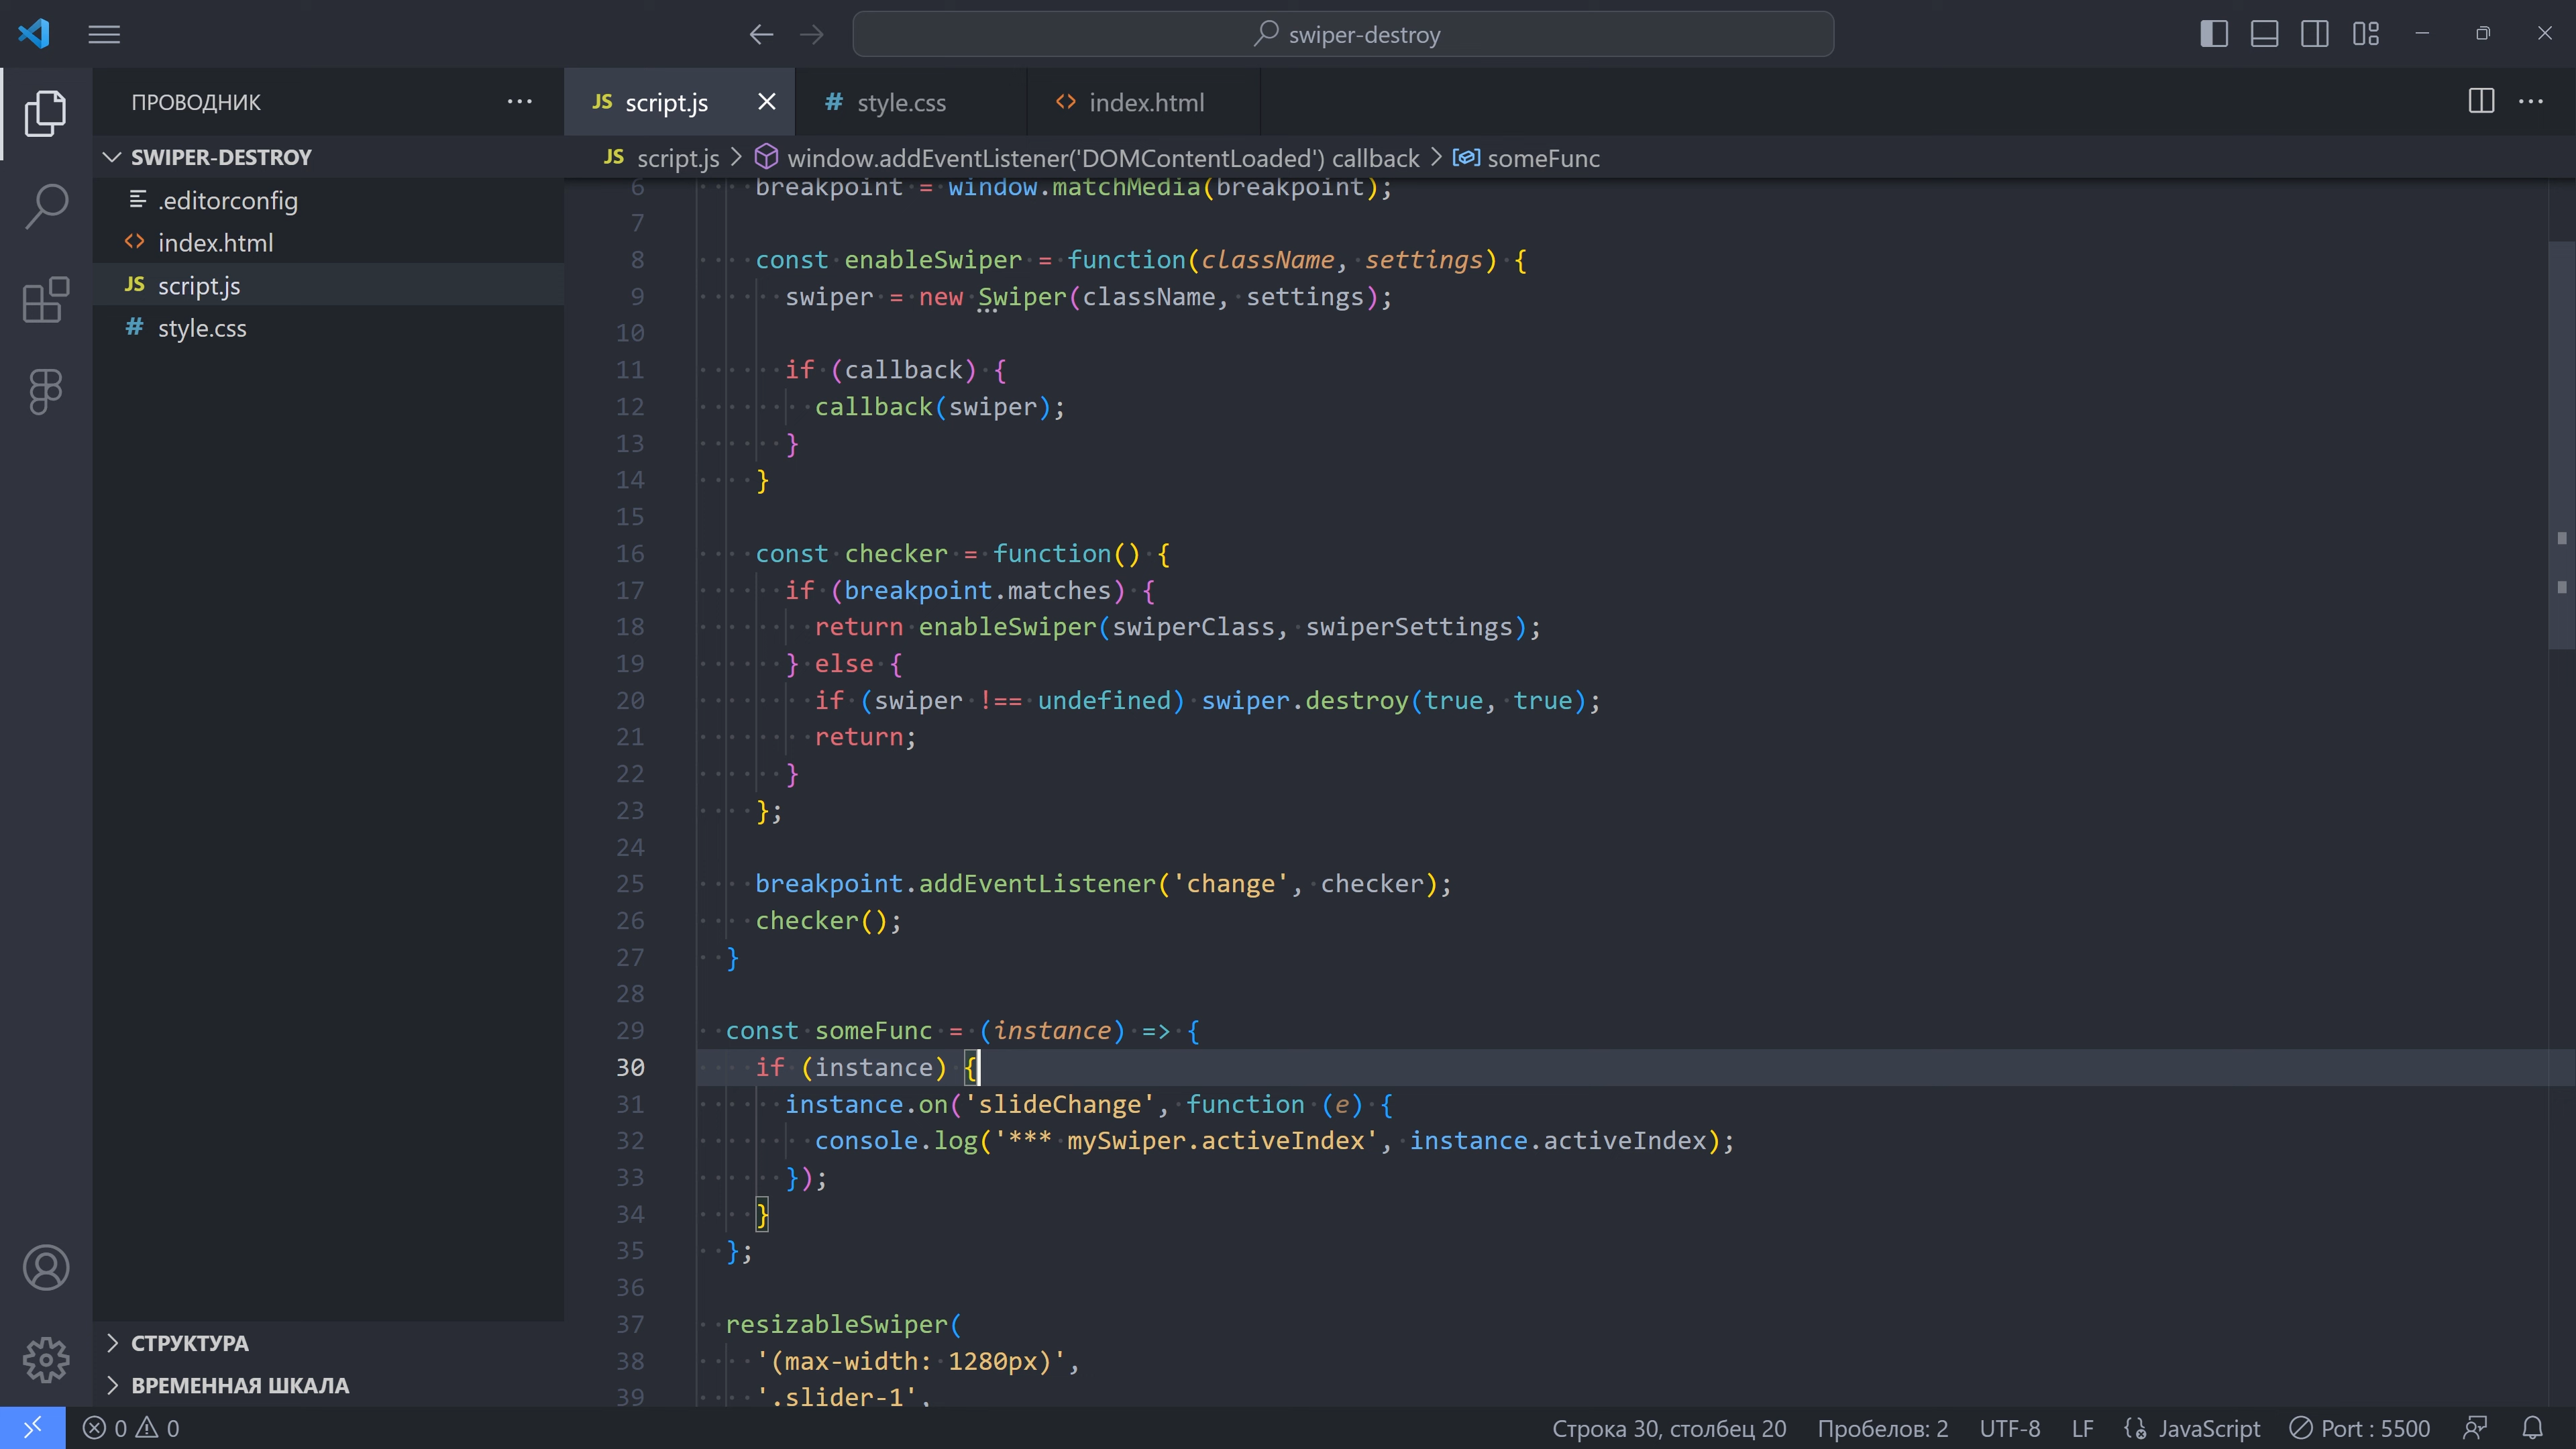 swiper-destroy
ПРОВОДНИК
SWIPER-DESTROY
.editorconfig
index.html
JS script.js
# style.css
JS script.js
# style.css
index.html
JS script.js > window.addEventListener('DOMContentLoaded') callback > someFunc
6 breakpoint = window.matchMedia(breakpoint);
7
8 const enableSwiper = function(className, settings) {
9 swiper = new Swiper(className, settings);
10
11 if (callback) {
12 callback(swiper);
13 }
14 }
15
16 const checker = function() {
17 if (breakpoint.matches) {
18 return enableSwiper(swiperClass, swiperSettings);
19 } else {
20 if (swiper !== undefined) swiper.destroy(true, true);
21 return;
22 }
23 };
24
25 breakpoint.addEventListener('change', checker);
26 checker();
27 }
28
29 const someFunc = (instance) => {
30 if (instance) {
31 instance.on('slideChange', function (e) {
32 console.log('*** mySwiper.activeIndex', instance.activeIndex);
33 });
34 }
35 };
36
37 resizableSwiper(
38 '(max-width: 1280px)',
39 '.slider-1',
СТРУКТУРА
ВРЕМЕННАЯ ШКАЛА
0 0
Строка 30, столбец 20 Пробелов: 2 UTF-8 LF JavaScript Port : 5500